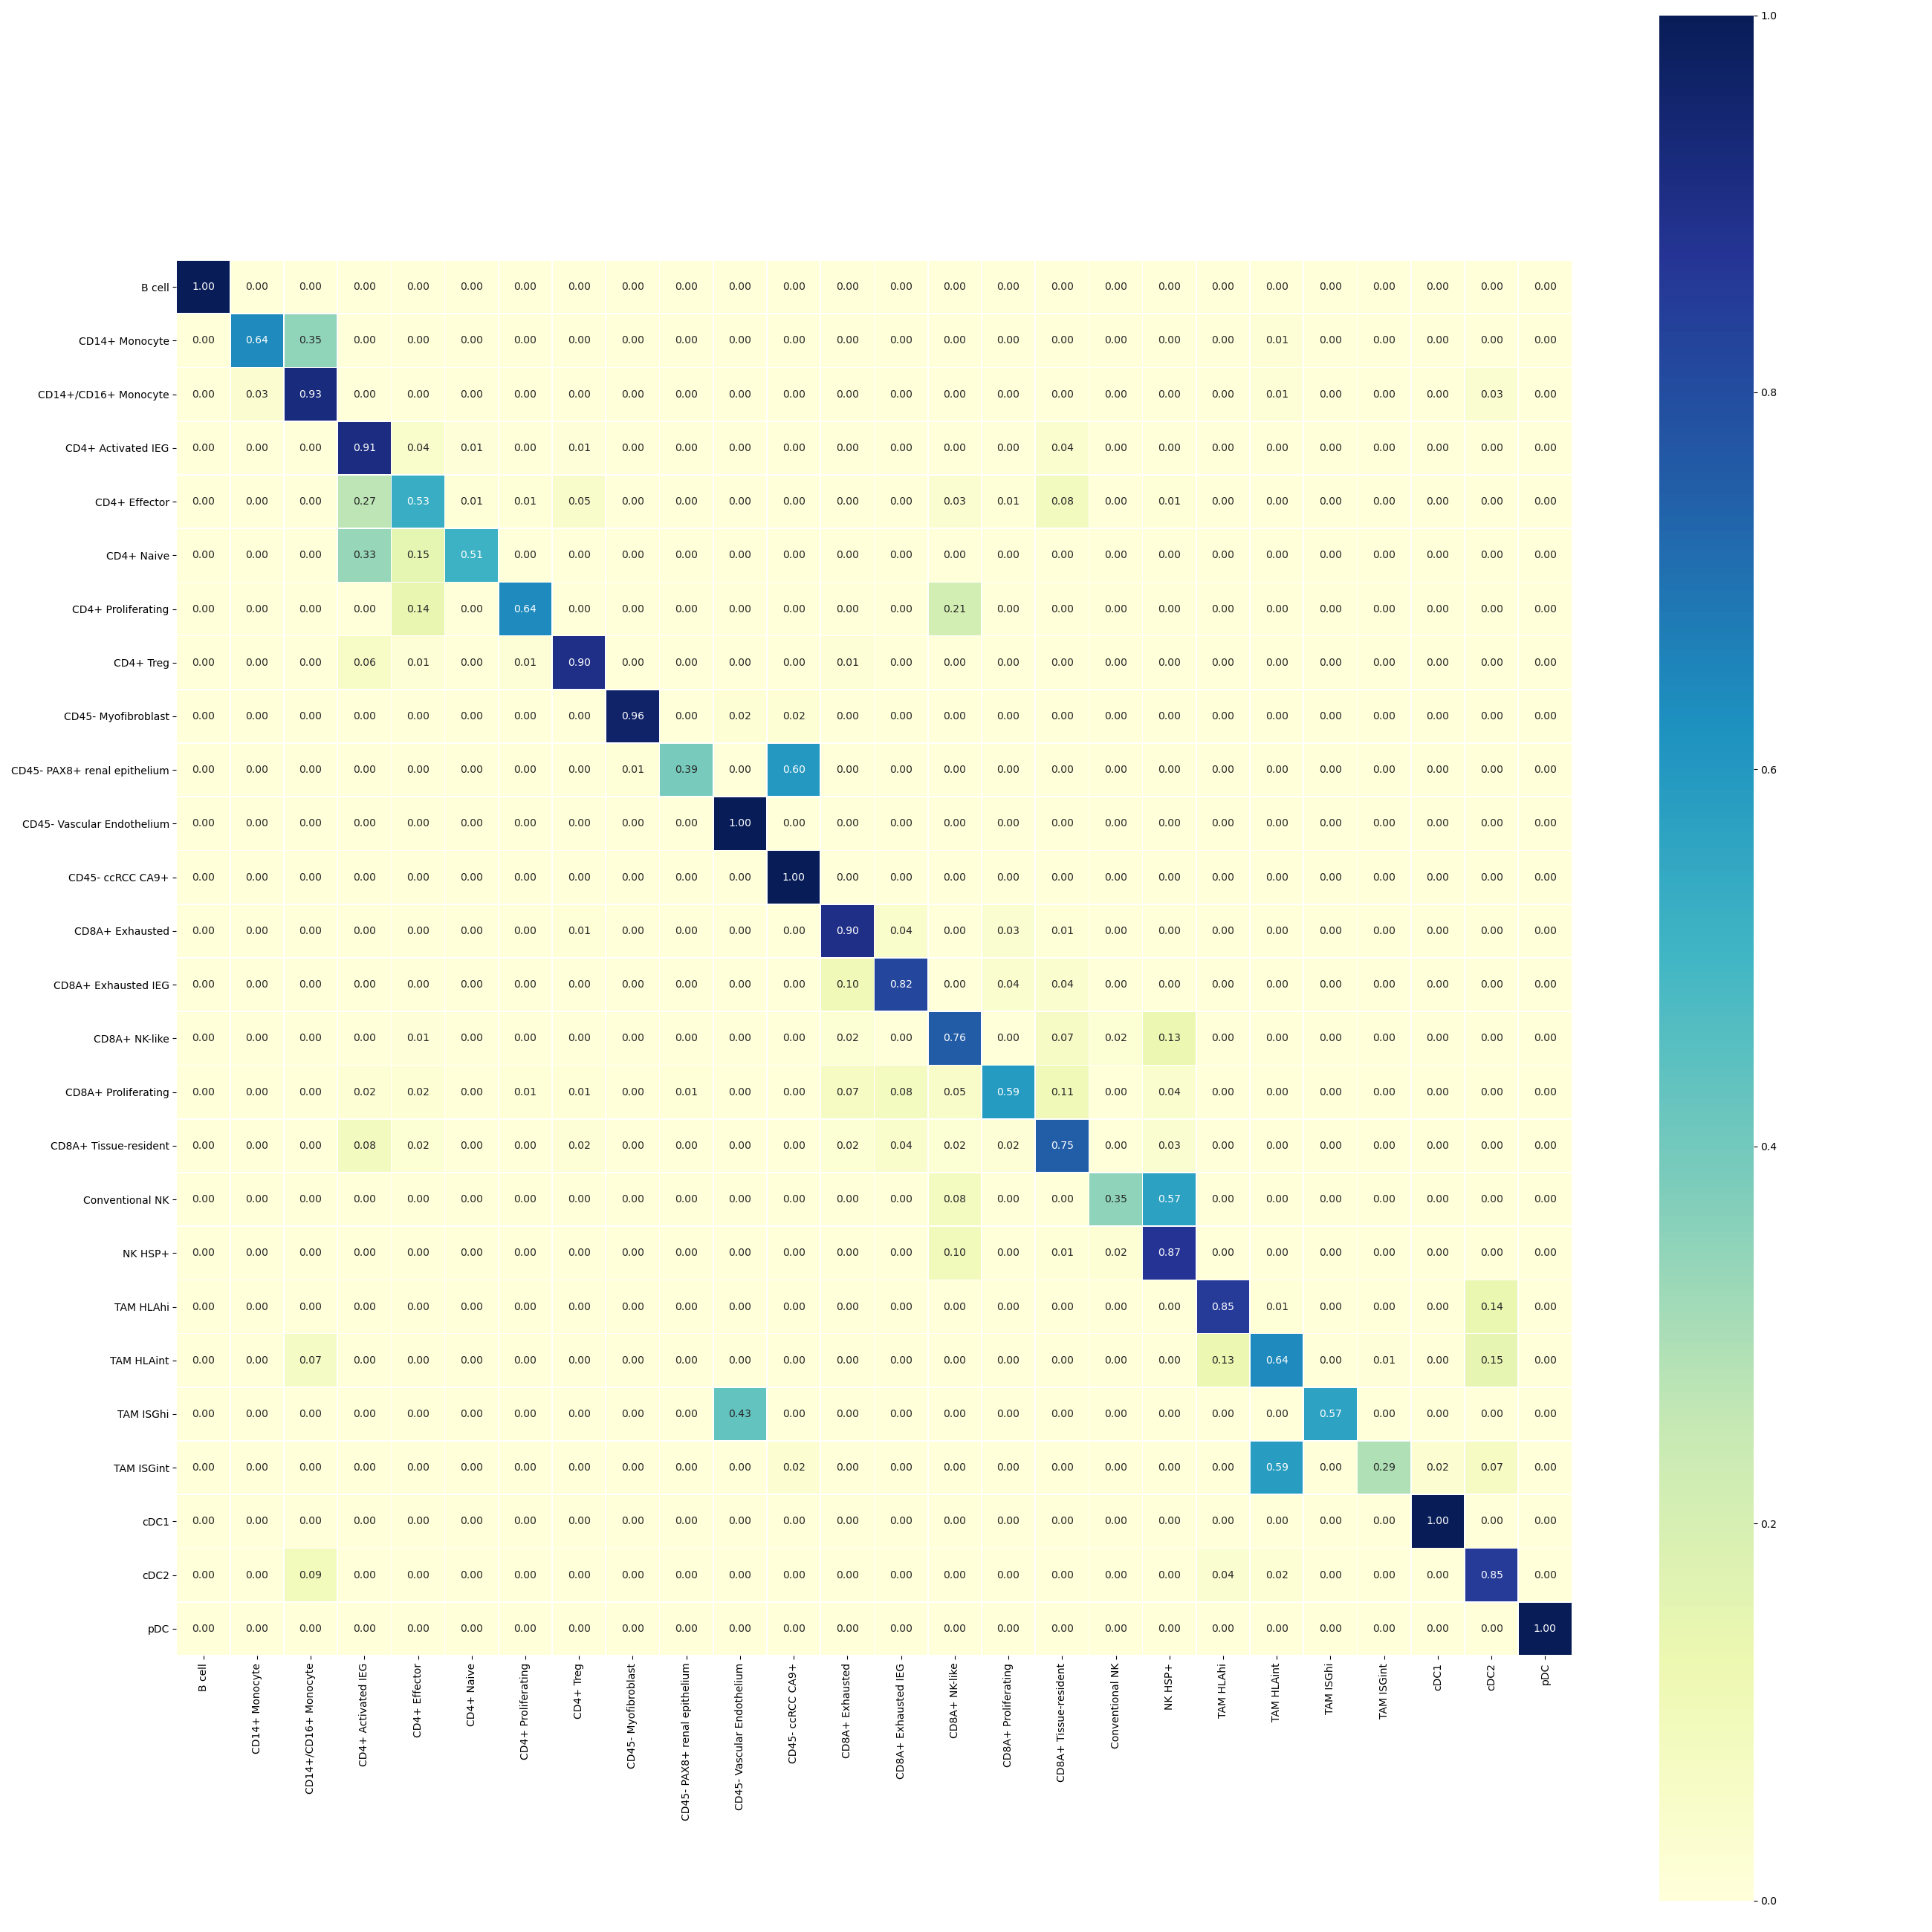 1.0
0.8
0.6
0.4
0.2
0.0
B cell 1.00 0.00 0.00 0.00 0.00 0.00 0.00 0.00 0.00 0.00 0.00 0.00 0.00 0.00 0.00 0.00 0.00 0.00 0.00 0.00 0.00 0.00 0.00 0.00 0.00 0.00
CD14+ Monocyte 0.00 0.64 0.35 0.00 0.00 0.00 0.00 0.00 0.00 0.00 0.00 0.00 0.00 0.00 0.00 0.00 0.00 0.00 0.00 0.00 0.01 0.00 0.00 0.00 0.00 0.00
CD14+/CD16+ Monocyte 0.00 0.03 0.93 0.00 0.00 0.00 0.00 0.00 0.00 0.00 0.00 0.00 0.00 0.00 0.00 0.00 0.00 0.00 0.00 0.00 0.01 0.00 0.00 0.00 0.03 0.00
CD4+ Activated IEG 0.00 0.00 0.00 0.91 0.04 0.01 0.00 0.01 0.00 0.00 0.00 0.00 0.00 0.00 0.00 0.00 0.04 0.00 0.00 0.00 0.00 0.00 0.00 0.00 0.00 0.00
CD4+ Effector 0.00 0.00 0.00 0.27 0.53 0.01 0.01 0.05 0.00 0.00 0.00 0.00 0.00 0.00 0.03 0.01 0.08 0.00 0.01 0.00 0.00 0.00 0.00 0.00 0.00 0.00
CD4+ Naive 0.00 0.00 0.00 0.33 0.15 0.51 0.00 0.00 0.00 0.00 0.00 0.00 0.00 0.00 0.00 0.00 0.00 0.00 0.00 0.00 0.00 0.00 0.00 0.00 0.00 0.00
CD4+ Proliferating 0.00 0.00 0.00 0.00 0.14 0.00 0.64 0.00 0.00 0.00 0.00 0.00 0.00 0.00 0.21 0.00 0.00 0.00 0.00 0.00 0.00 0.00 0.00 0.00 0.00 0.00
CD4+ Treg 0.00 0.00 0.00 0.06 0.01 0.00 0.01 0.90 0.00 0.00 0.00 0.00 0.01 0.00 0.00 0.00 0.00 0.00 0.00 0.00 0.00 0.00 0.00 0.00 0.00 0.00
CD45- Myofibroblast 0.00 0.00 0.00 0.00 0.00 0.00 0.00 0.00 0.96 0.00 0.02 0.02 0.00 0.00 0.00 0.00 0.00 0.00 0.00 0.00 0.00 0.00 0.00 0.00 0.00 0.00
CD45- PAX8+ renal epithelium 0.00 0.00 0.00 0.00 0.00 0.00 0.00 0.00 0.01 0.39 0.00 0.60 0.00 0.00 0.00 0.00 0.00 0.00 0.00 0.00 0.00 0.00 0.00 0.00 0.00 0.00
CD45- Vascular Endothelium 0.00 0.00 0.00 0.00 0.00 0.00 0.00 0.00 0.00 0.00 1.00 0.00 0.00 0.00 0.00 0.00 0.00 0.00 0.00 0.00 0.00 0.00 0.00 0.00 0.00 0.00
CD45- ccRCC CA9+ 0.00 0.00 0.00 0.00 0.00 0.00 0.00 0.00 0.00 0.00 0.00 1.00 0.00 0.00 0.00 0.00 0.00 0.00 0.00 0.00 0.00 0.00 0.00 0.00 0.00 0.00
CD8A+ Exhausted 0.00 0.00 0.00 0.00 0.00 0.00 0.00 0.01 0.00 0.00 0.00 0.00 0.90 0.04 0.00 0.03 0.01 0.00 0.00 0.00 0.00 0.00 0.00 0.00 0.00 0.00
CD8A+ Exhausted IEG 0.00 0.00 0.00 0.00 0.00 0.00 0.00 0.00 0.00 0.00 0.00 0.00 0.10 0.82 0.00 0.04 0.04 0.00 0.00 0.00 0.00 0.00 0.00 0.00 0.00 0.00
CD8A+ NK-like 0.00 0.00 0.00 0.00 0.01 0.00 0.00 0.00 0.00 0.00 0.00 0.00 0.02 0.00 0.76 0.00 0.07 0.02 0.13 0.00 0.00 0.00 0.00 0.00 0.00 0.00
CD8A+ Proliferating 0.00 0.00 0.00 0.02 0.02 0.00 0.01 0.01 0.00 0.01 0.00 0.00 0.07 0.08 0.05 0.59 0.11 0.00 0.04 0.00 0.00 0.00 0.00 0.00 0.00 0.00
CD8A+ Tissue-resident 0.00 0.00 0.00 0.08 0.02 0.00 0.00 0.02 0.00 0.00 0.00 0.00 0.02 0.04 0.02 0.02 0.75 0.00 0.03 0.00 0.00 0.00 0.00 0.00 0.00 0.00
Conventional NK 0.00 0.00 0.00 0.00 0.00 0.00 0.00 0.00 0.00 0.00 0.00 0.00 0.00 0.00 0.08 0.00 0.00 0.35 0.57 0.00 0.00 0.00 0.00 0.00 0.00 0.00
NK HSP+ 0.00 0.00 0.00 0.00 0.00 0.00 0.00 0.00 0.00 0.00 0.00 0.00 0.00 0.00 0.10 0.00 0.01 0.02 0.87 0.00 0.00 0.00 0.00 0.00 0.00 0.00
TAM HLAhi 0.00 0.00 0.00 0.00 0.00 0.00 0.00 0.00 0.00 0.00 0.00 0.00 0.00 0.00 0.00 0.00 0.00 0.00 0.00 0.85 0.01 0.00 0.00 0.00 0.14 0.00
TAM HLAint 0.00 0.00 0.07 0.00 0.00 0.00 0.00 0.00 0.00 0.00 0.00 0.00 0.00 0.00 0.00 0.00 0.00 0.00 0.00 0.13 0.64 0.00 0.01 0.00 0.15 0.00
TAM ISGhi 0.00 0.00 0.00 0.00 0.00 0.00 0.00 0.00 0.00 0.00 0.43 0.00 0.00 0.00 0.00 0.00 0.00 0.00 0.00 0.00 0.00 0.57 0.00 0.00 0.00 0.00
TAM ISGint 0.00 0.00 0.00 0.00 0.00 0.00 0.00 0.00 0.00 0.00 0.00 0.02 0.00 0.00 0.00 0.00 0.00 0.00 0.00 0.00 0.59 0.00 0.29 0.02 0.07 0.00
cDC1 0.00 0.00 0.00 0.00 0.00 0.00 0.00 0.00 0.00 0.00 0.00 0.00 0.00 0.00 0.00 0.00 0.00 0.00 0.00 0.00 0.00 0.00 0.00 1.00 0.00 0.00
cDC2 0.00 0.00 0.09 0.00 0.00 0.00 0.00 0.00 0.00 0.00 0.00 0.00 0.00 0.00 0.00 0.00 0.00 0.00 0.00 0.04 0.02 0.00 0.00 0.00 0.85 0.00
pDC 0.00 0.00 0.00 0.00 0.00 0.00 0.00 0.00 0.00 0.00 0.00 0.00 0.00 0.00 0.00 0.00 0.00 0.00 0.00 0.00 0.00 0.00 0.00 0.00 0.00 1.00
B cell
CD14+ Monocyte
CD14+/CD16+ Monocyte
CD4+ Activated IEG
CD4+ Effector
CD4+ Naive
CD4+ Proliferating
CD4+ Treg
CD45- Myofibroblast
CD45- PAX8+ renal epithelium
CD45- Vascular Endothelium
CD45- ccRCC CA9+
CD8A+ Exhausted
CD8A+ Exhausted IEG
CD8A+ NK-like
CD8A+ Proliferating
CD8A+ Tissue-resident
Conventional NK
NK HSP+
TAM HLAhi
TAM HLAint
TAM ISGhi
TAM ISGint
cDC1
cDC2
pDC